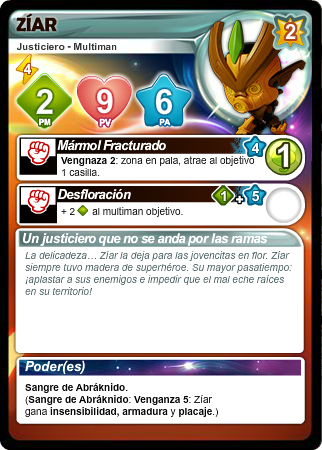 ZÍAR
2
Justiciero - Multiman
4
2
PM
9
PV
6
PA
Mármol Fracturado
4
Vengnaza 2: zona en pala, atrae al objetivo
1 casilla.
1
Desfloración
1 + 5
+ 2 al multiman objetivo.
Un justiciero que no se anda por las ramas
La delicadeza... Zíar la deja para las jovencitas en flor. Zíar
siempre tuvo madera de superhéroe. Su mayor pasatiempo:
¡aplastar a sus enemigos e impedir que el mal eche raíces
en su territorio!
Poder(es)
Sangre de Abráknido.
(Sangre de Abráknido: Venganza 5: Zíar
gana insensibilidad, armadura y placaje.)